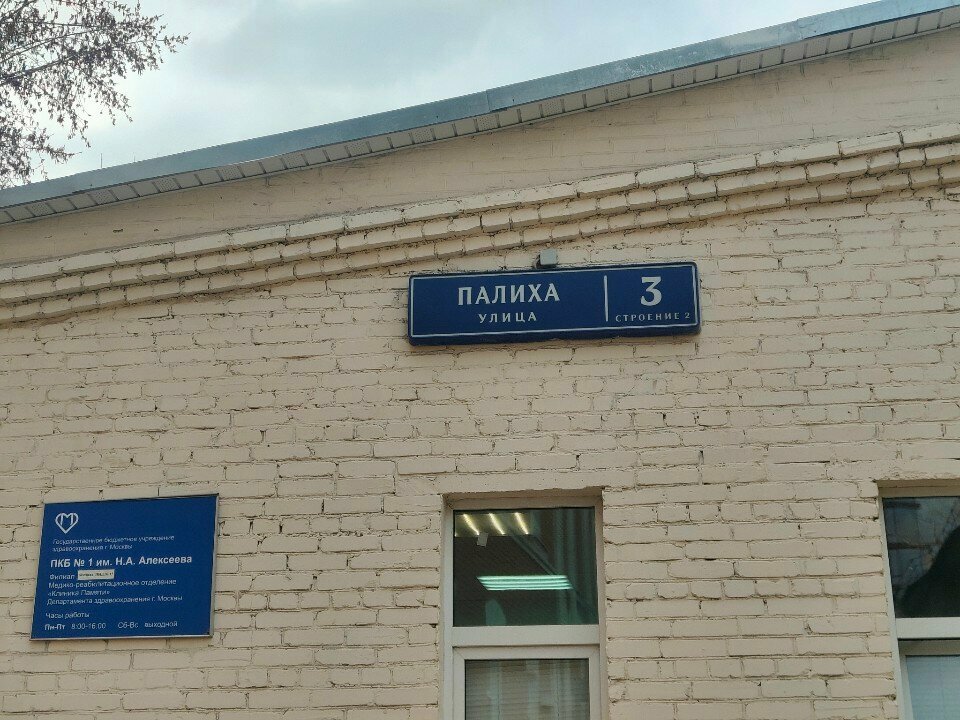 ПАЛИХА
УЛИЦА
3
СТРОЕНИЕ 2
Государственное бюджетное учреждение
здравоохранения г. Москвы
ПКБ № 1 им. Н.А. Алексеева
Филиал
Медико-реабилитационное отделение
«Клиника Памяти»
Департамента здравоохранения г. Москвы
Часы работы
Пн-Пт 8:00-16.00 Сб-Вс выходной